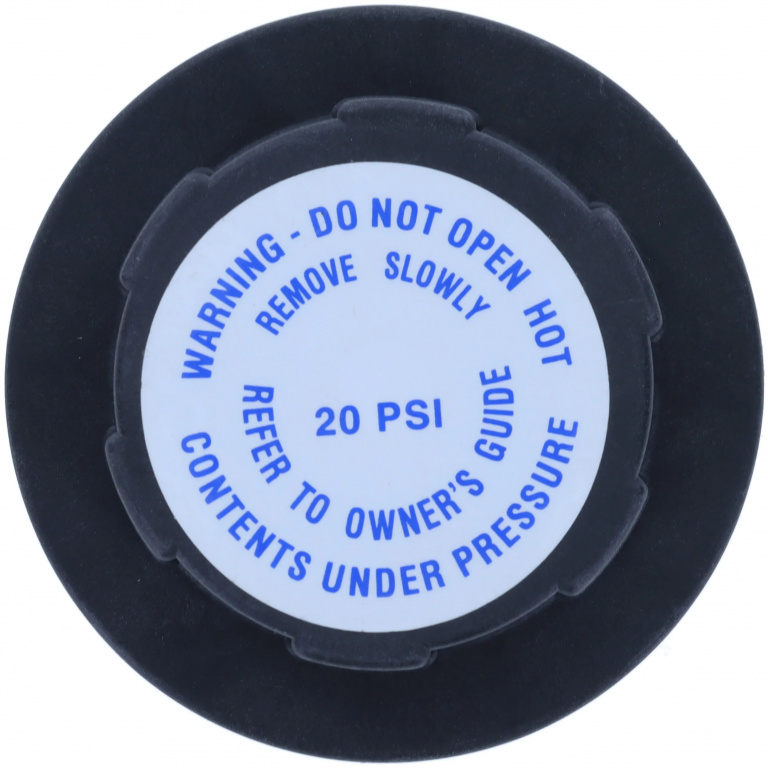 WARNING - DO NOT OPEN HOT
REMOVE SLOWLY
20 PSI
REFER TO OWNER'S GUIDE
CONTENTS UNDER PRESSURE